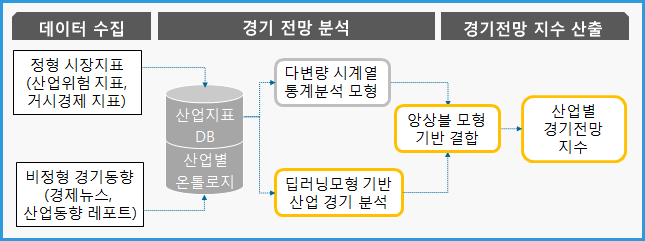 데이터 수집
경기 전망 분석
경기전망 지수 산출
정형 시장지표
(산업위험 지표,
거시경제 지표)
비정형 경기동향
(경제뉴스,
산업동향 레포트)
산업지표
DB
산업별
온톨로지
다변량 시계열
통계분석 모형
딥러닝모형 기반
산업 경기 분석
앙상블 모형
기반 결합
산업별
경기전망
지수